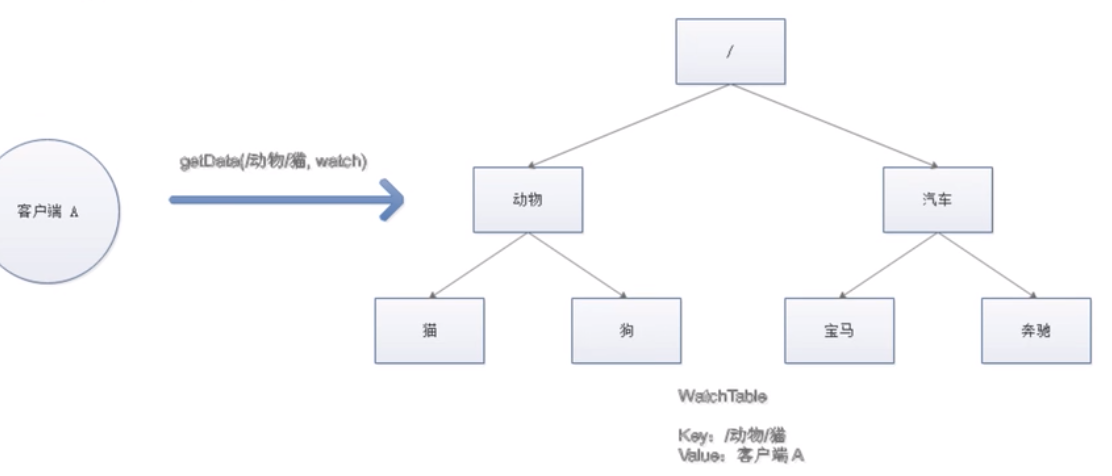 /
getData(/动物/猫, watch)
客户端 A
动物
汽车
猫
狗
宝马
奔驰
WatchTable
Key：/动物/猫
Value：客户端 A